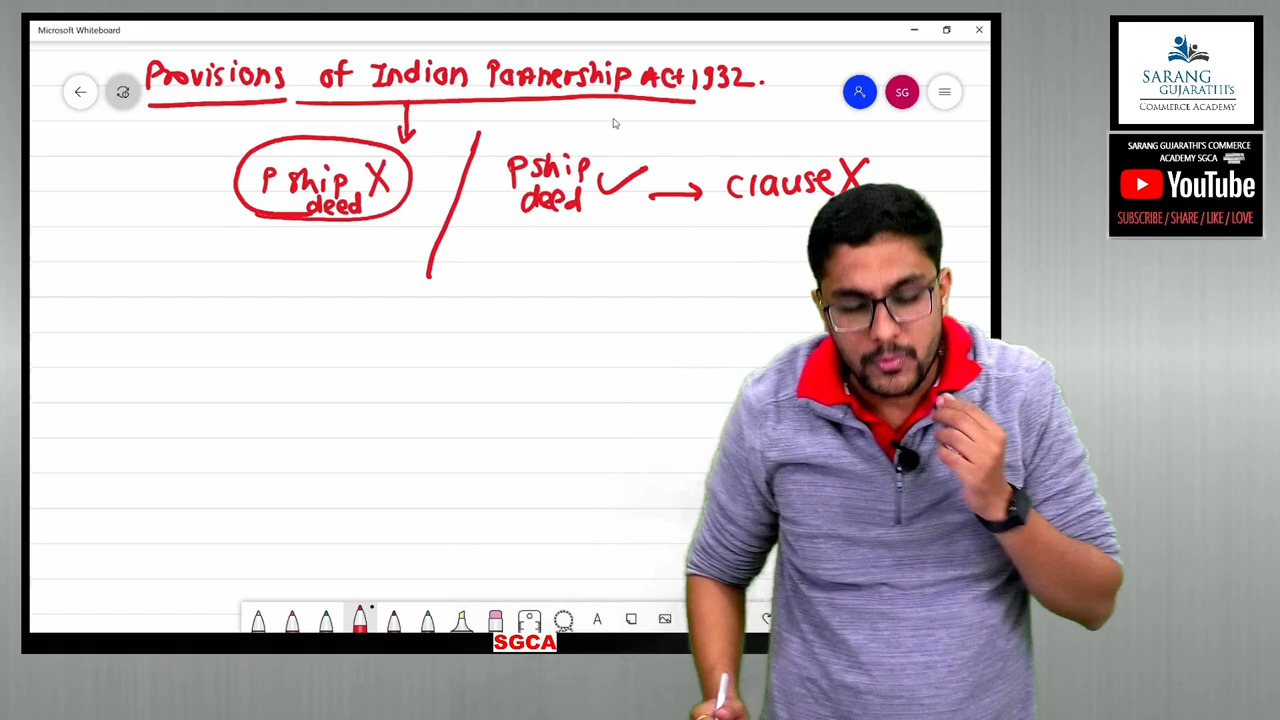 Microsoft Whiteboard
Provisions of Indian Partnership Act 1932.
SG
P ship X
deed
P ship
deed ✓ → clause X
A
SGCA
SARANG
GUJARATHI'S
COMMERCE ACADEMY
SARANG GUJARATHI'S COMMERCE
ACADEMY SGCA
YouTube
SUBSCRIBE / SHARE / LIKE / LOVE